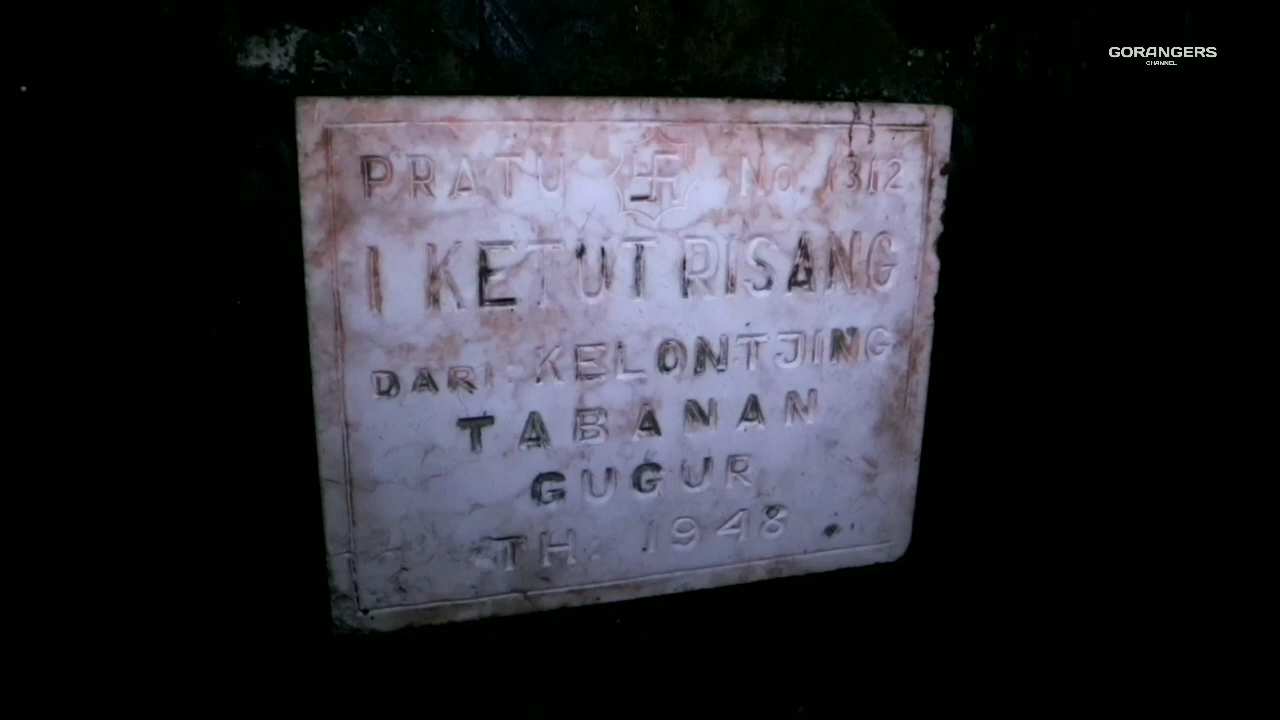 GORANGERS
CHANNEL
PRATU No. 1312
I KETUT RISANG
DARI KELONTJING
TABANAN
GUGUR
TH. 1948